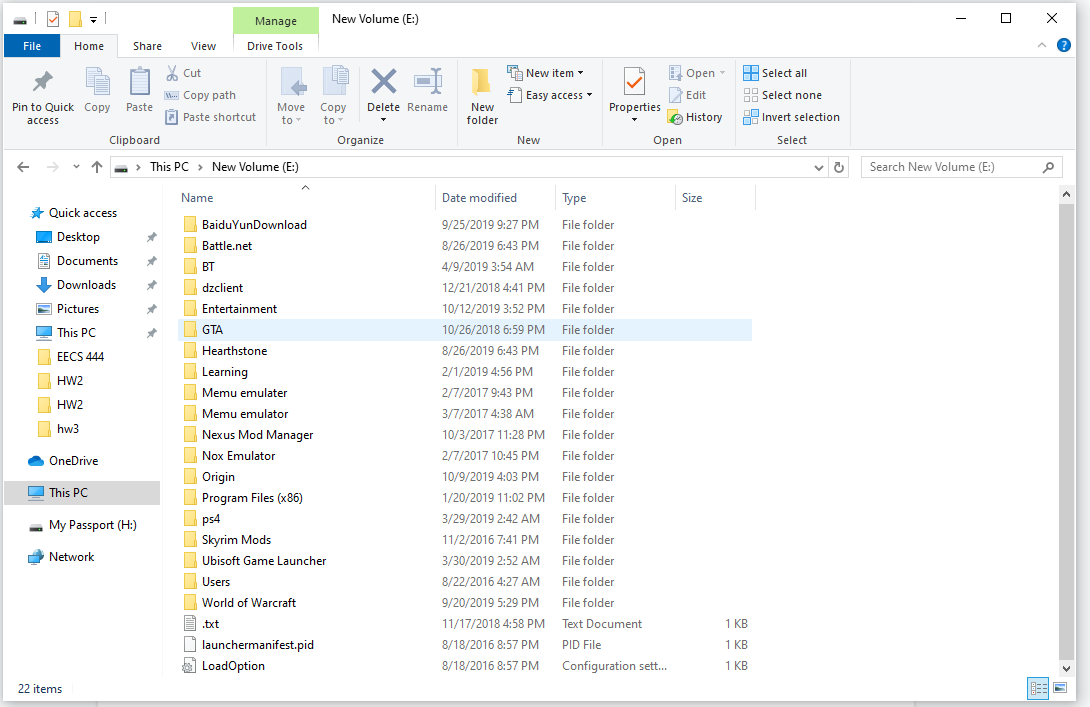 Manage New Volume (E:)
File Home Share View Drive Tools
Pin to Quick access
Copy
Paste
Cut
Copy path
Paste shortcut
Clipboard
Move to
Copy to
Delete
Rename
Organize
New folder
New item
Easy access
New
Properties
Open
Edit
History
Open
Select all
Select none
Invert selection
Select
This PC > New Volume (E:)
Search New Volume (E:)
Quick access
Desktop
Documents
Downloads
Pictures
This PC
EECS 444
HW2
HW2
hw3
OneDrive
This PC
My Passport (H:)
Network
Name Date modified Type Size
BaiduYunDownload 9/25/2019 9:27 PM File folder
Battle.net 8/26/2019 6:43 PM File folder
BT 4/9/2019 3:54 AM File folder
dzclient 12/21/2018 4:41 PM File folder
Entertainment 10/12/2019 3:52 PM File folder
GTA 10/26/2018 6:59 PM File folder
Hearthstone 8/26/2019 6:43 PM File folder
Learning 2/1/2019 4:56 PM File folder
Memu emulater 2/7/2017 9:43 PM File folder
Memu emulator 3/7/2017 4:38 AM File folder
Nexus Mod Manager 10/3/2017 11:28 PM File folder
Nox Emulator 2/7/2017 10:45 PM File folder
Origin 10/9/2019 4:03 PM File folder
Program Files (x86) 1/20/2019 11:02 PM File folder
ps4 3/29/2019 2:42 AM File folder
Skyrim Mods 11/2/2016 7:41 PM File folder
Ubisoft Game Launcher 3/30/2019 2:52 AM File folder
Users 8/22/2016 4:27 AM File folder
World of Warcraft 9/20/2019 5:29 PM File folder
.txt 11/17/2018 4:58 PM Text Document 1 KB
launchermanifest.pid 8/18/2016 8:57 PM PID File 1 KB
LoadOption 8/18/2016 8:57 PM Configuration sett... 1 KB
22 items